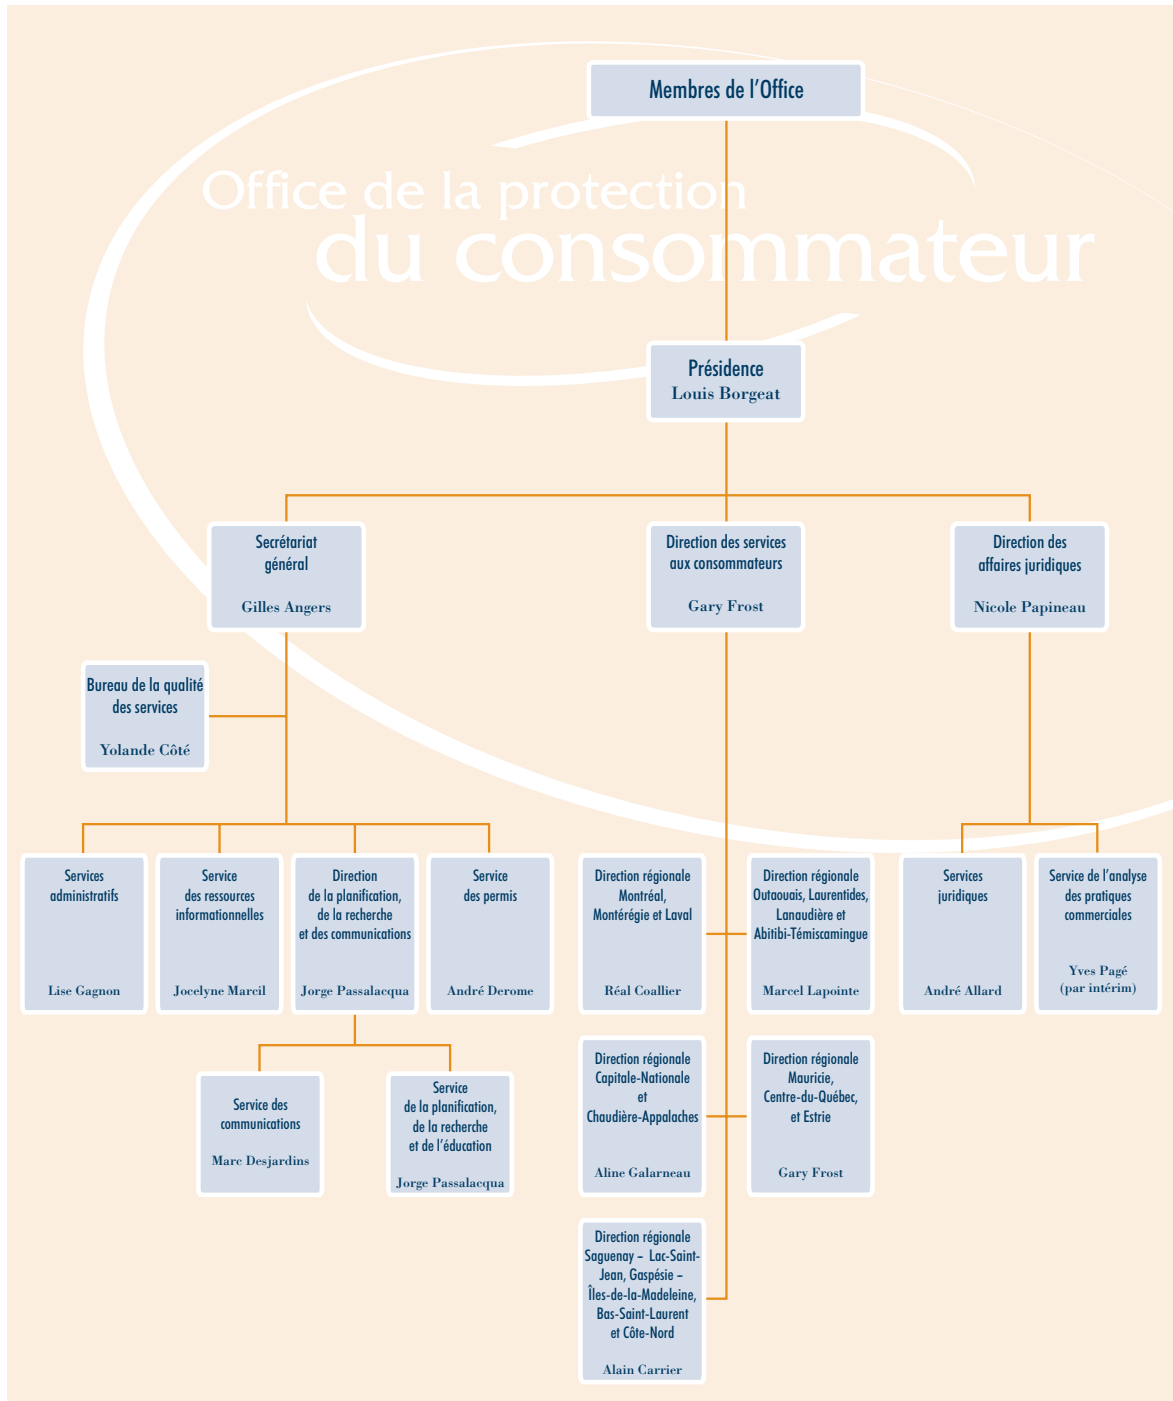 Membres de l’Office
Office de la protection
du consommateur
Présidence
Louis Borgeat
Secrétariat
général
Gilles Angers
Direction des services
aux consommateurs
Gary Frost
Direction des
affaires juridiques
Nicole Papineau
Bureau de la qualité
des services
Yolande Côté
Services
administratifs
Lise Gagnon
Service
des ressources
informationnelles
Jocelyne Marcil
Direction
de la planification,
de la recherche
et des communications
Jorge Passalacqua
Service
des permis
André Derome
Direction régionale
Montréal,
Montérégie et Laval
Réal Coallier
Direction régionale
Outaouais, Laurentides,
Lanaudière et
Abitibi-Témiscamingue
Marcel Lapointe
Services
juridiques
André Allard
Service de l’analyse
des pratiques
commerciales
Yves Pagé
(par intérim)
Service des
communications
Marc Desjardins
Service
de la planification,
de la recherche
et de l’éducation
Jorge Passalacqua
Direction régionale
Capitale-Nationale
et
Chaudière-Appalaches
Aline Galarneau
Direction régionale
Mauricie,
Centre-du-Québec,
et Estrie
Gary Frost
Direction régionale
Saguenay – Lac-Saint-
Jean, Gaspésie –
Îles-de-la-Madeleine,
Bas-Saint-Laurent
et Côte-Nord
Alain Carrier